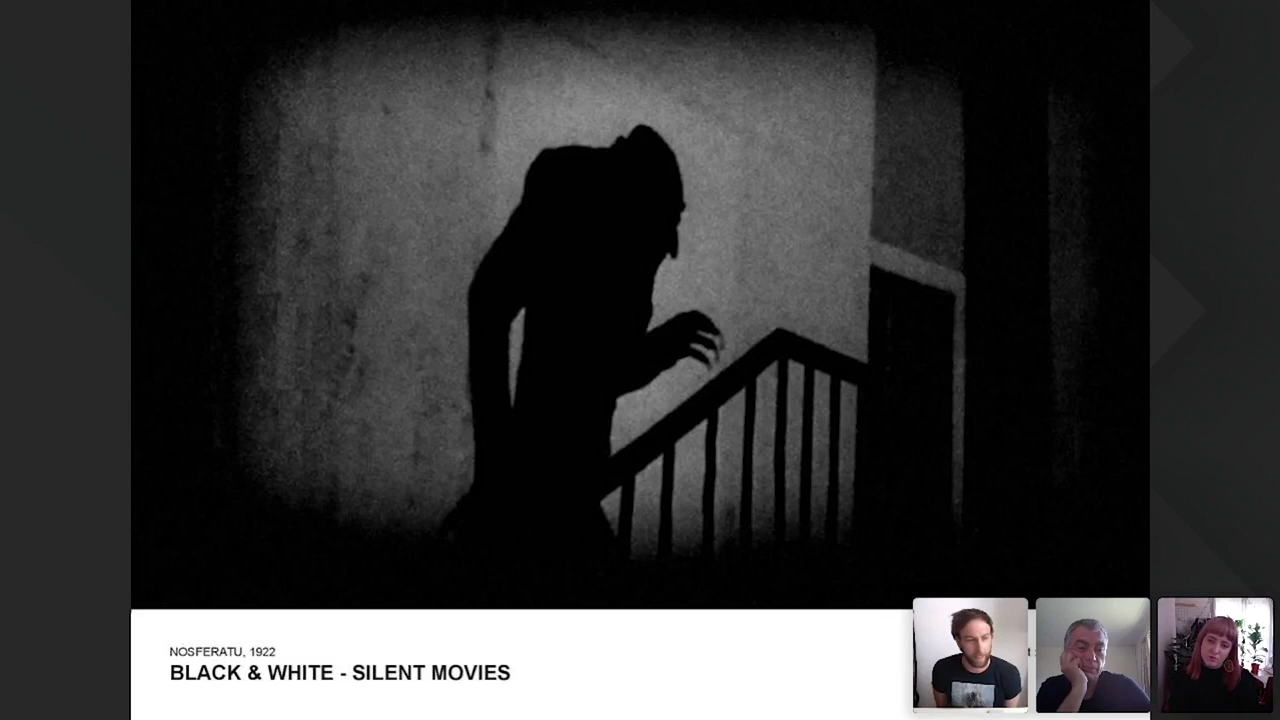 NOSFERATU, 1922
BLACK & WHITE - SILENT MOVIES